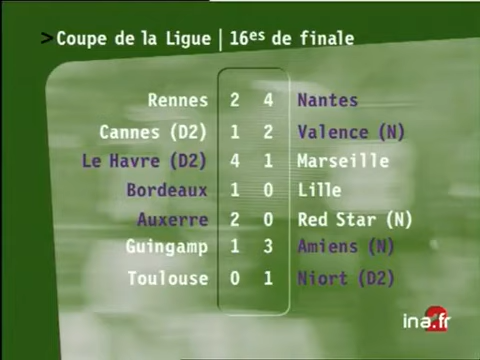 >Coupe de la Ligue | 16es de finale
Rennes 2 4 Nantes
Cannes (D2) 1 2 Valence (N)
Le Havre (D2) 4 1 Marseille
Bordeaux 1 0 Lille
Auxerre 2 0 Red Star (N)
Guingamp 1 3 Amiens (N)
Toulouse 0 1 Niort (D2)
ina.fr
2